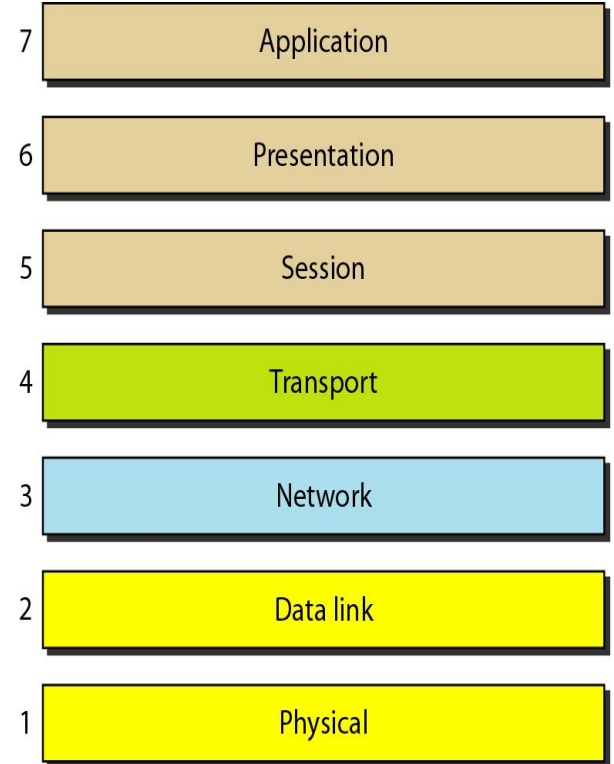 7 Application
6 Presentation
5 Session
4 Transport
3 Network
2 Data link
1 Physical